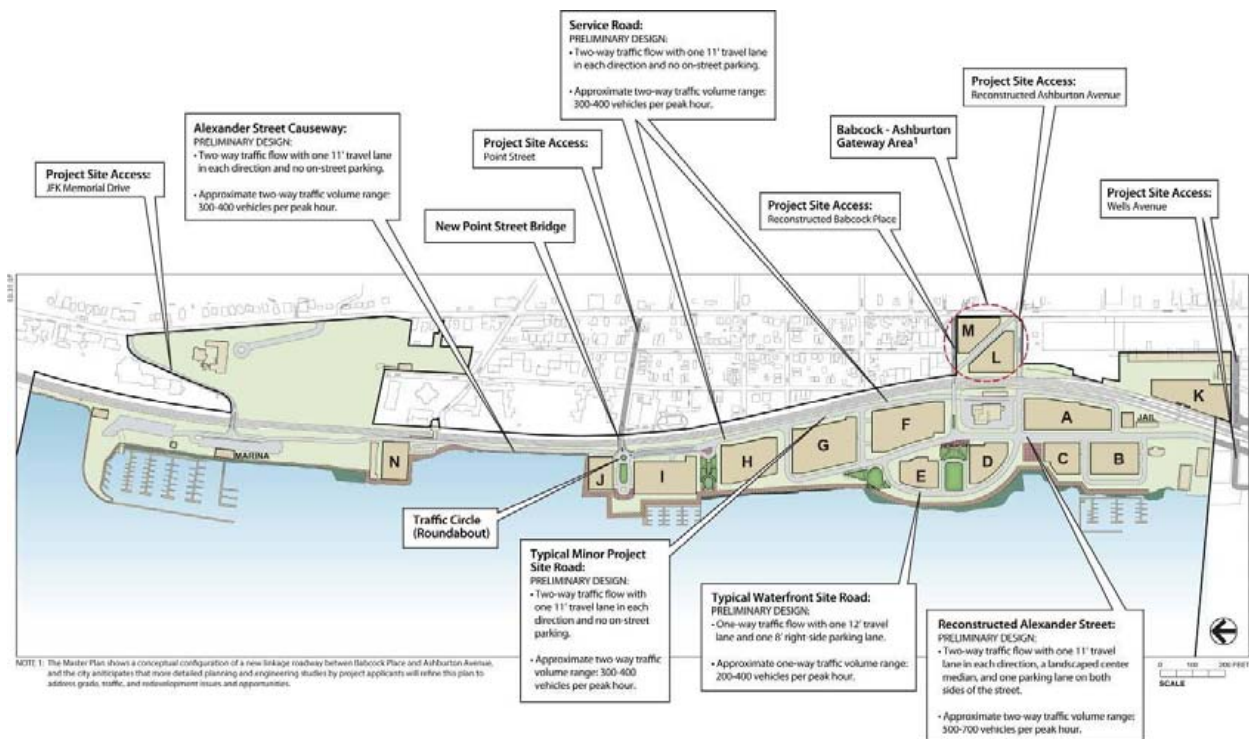 Service Road:
PRELIMINARY DESIGN:
• Two-way traffic flow with one 11' travel lane
in each direction and no on-street parking.
• Approximate two-way traffic volume range:
300-400 vehicles per peak hour.
Project Site Access:
Reconstructed Ashburton Avenue
Alexander Street Causeway:
PRELIMINARY DESIGN:
• Two-way traffic flow with one 11' travel lane
in each direction and no on-street parking.
• Approximate two-way traffic volume range:
300-400 vehicles per peak hour.
Project Site Access:
Point Street
Babcock - Ashburton
Gateway Area¹
Project Site Access:
JFK Memorial Drive
Project Site Access:
Reconstructed Babcock Place
Project Site Access:
Wells Avenue
New Point Street Bridge
M
L
K
A
JAIL
F
G
H
I
J
N
MARINA
E
D
C
B
Traffic Circle
(Roundabout)
Typical Minor Project
Site Road:
PRELIMINARY DESIGN:
• Two-way traffic flow with
one 11' travel lane in each
direction and no on-street
parking.
• Approximate two-way traffic
volume range: 300-400
vehicles per peak hour.
Typical Waterfront Site Road:
PRELIMINARY DESIGN:
• One-way traffic flow with one 12' travel
lane and one 8' right-side parking lane.
• Approximate one-way traffic volume range:
200-400 vehicles per peak hour.
Reconstructed Alexander Street:
PRELIMINARY DESIGN:
• Two-way traffic flow with one 11' travel
lane in each direction, a landscaped center
median, and one parking lane on both
sides of the street.
• Approximate two-way traffic volume range:
500-700 vehicles per peak hour.
0 100 200 FEET
SCALE
NOTE 1: The Master Plan shows a conceptual configuration of a new linkage roadway between Babcock Place and Ashburton Avenue,
and the city anticipates that more detailed planning and engineering studies by project applicants will refine this plan to
address grade, traffic, and redevelopment issues and opportunities.